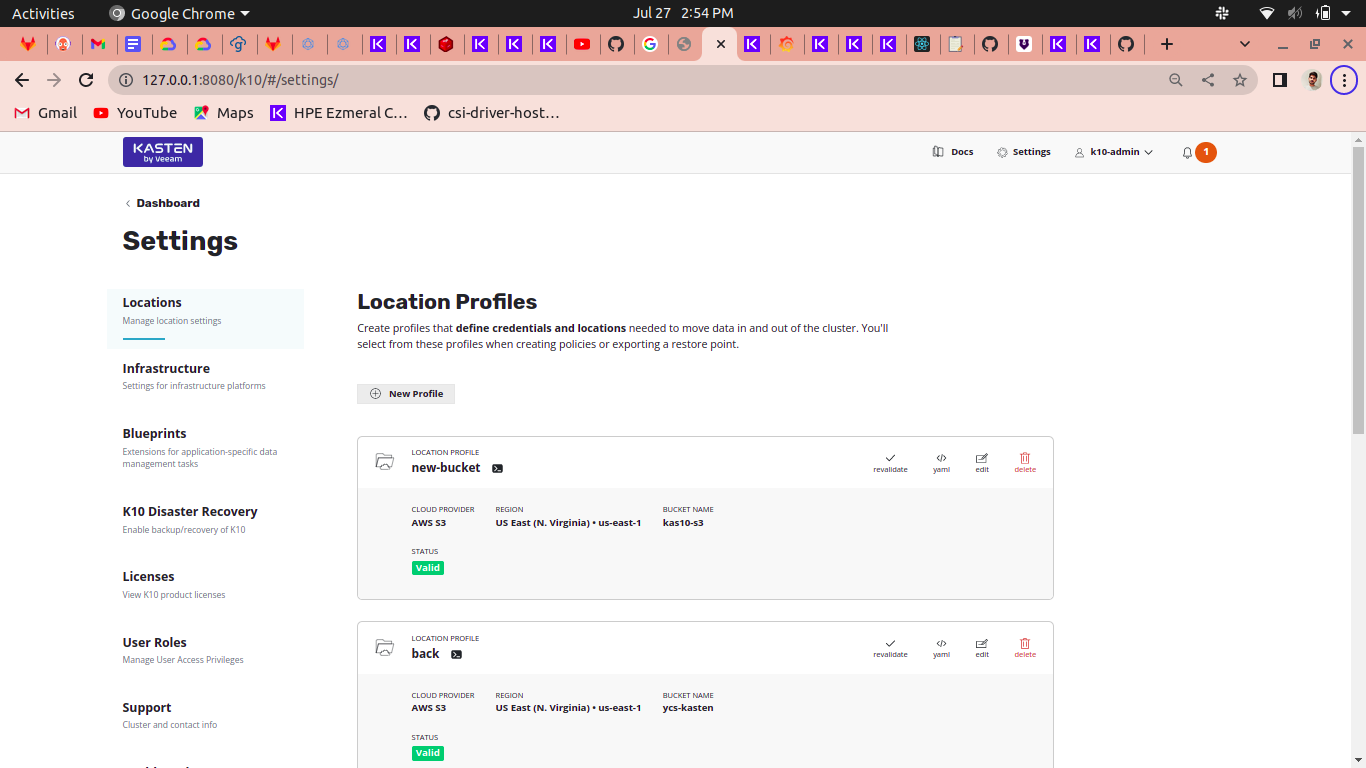 Activities
Google Chrome
Jul 27 2:54 PM
127.0.0.1:8080/k10/#/settings/
Gmail
YouTube
Maps
HPE Ezmeral C...
csi-driver-host...
KASTEN
by Veeam
Docs
Settings
k10-admin
1
Dashboard
Settings
Locations
Manage location settings
Infrastructure
Settings for infrastructure platforms
Blueprints
Extensions for application-specific data
management tasks
K10 Disaster Recovery
Enable backup/recovery of K10
Licenses
View K10 product licenses
User Roles
Manage User Access Privileges
Support
Cluster and contact info
Location Profiles
Create profiles that define credentials and locations needed to move data in and out of the cluster. You'll
select from these profiles when creating policies or exporting a restore point.
New Profile
LOCATION PROFILE
new-bucket
revalidate
yaml
edit
delete
CLOUD PROVIDER REGION BUCKET NAME
AWS S3 US East (N. Virginia) • us-east-1 kas10-s3
STATUS
Valid
LOCATION PROFILE
back
revalidate
yaml
edit
delete
CLOUD PROVIDER REGION BUCKET NAME
AWS S3 US East (N. Virginia) • us-east-1 ycs-kasten
STATUS
Valid